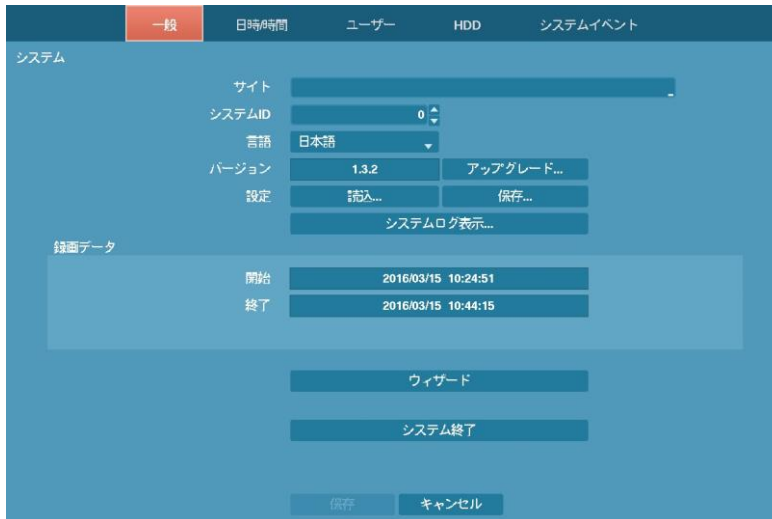 一般 日時/時間 ユーザー HDD システムイベント
システム
サイト
システムID 0
言語 日本語
バージョン 1.3.2 アップグレード...
設定 読込... 保存...
システムログ表示...
録画データ
開始 2016/03/15 10:24:51
終了 2016/03/15 10:44:15
ウィザード
システム終了
保存 キャンセル